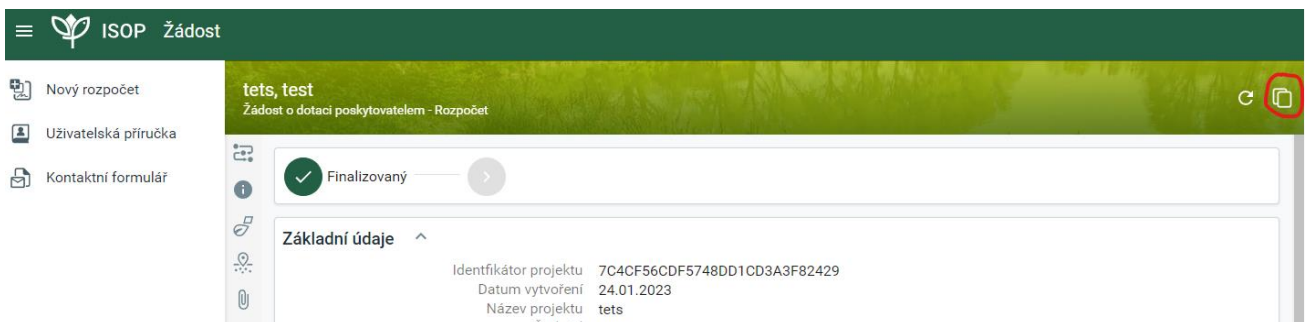 ISOP Žádost
Nový rozpočet
Uživatelská příručka
Kontaktní formulář
tets, test
Žádost o dotaci poskytovatelem - Rozpočet
Finalizovaný
Základní údaje
Identfikátor projektu 7C4CF56CDF5748DD1CD3A3F82429
Datum vytvoření 24.01.2023
Název projektu tets